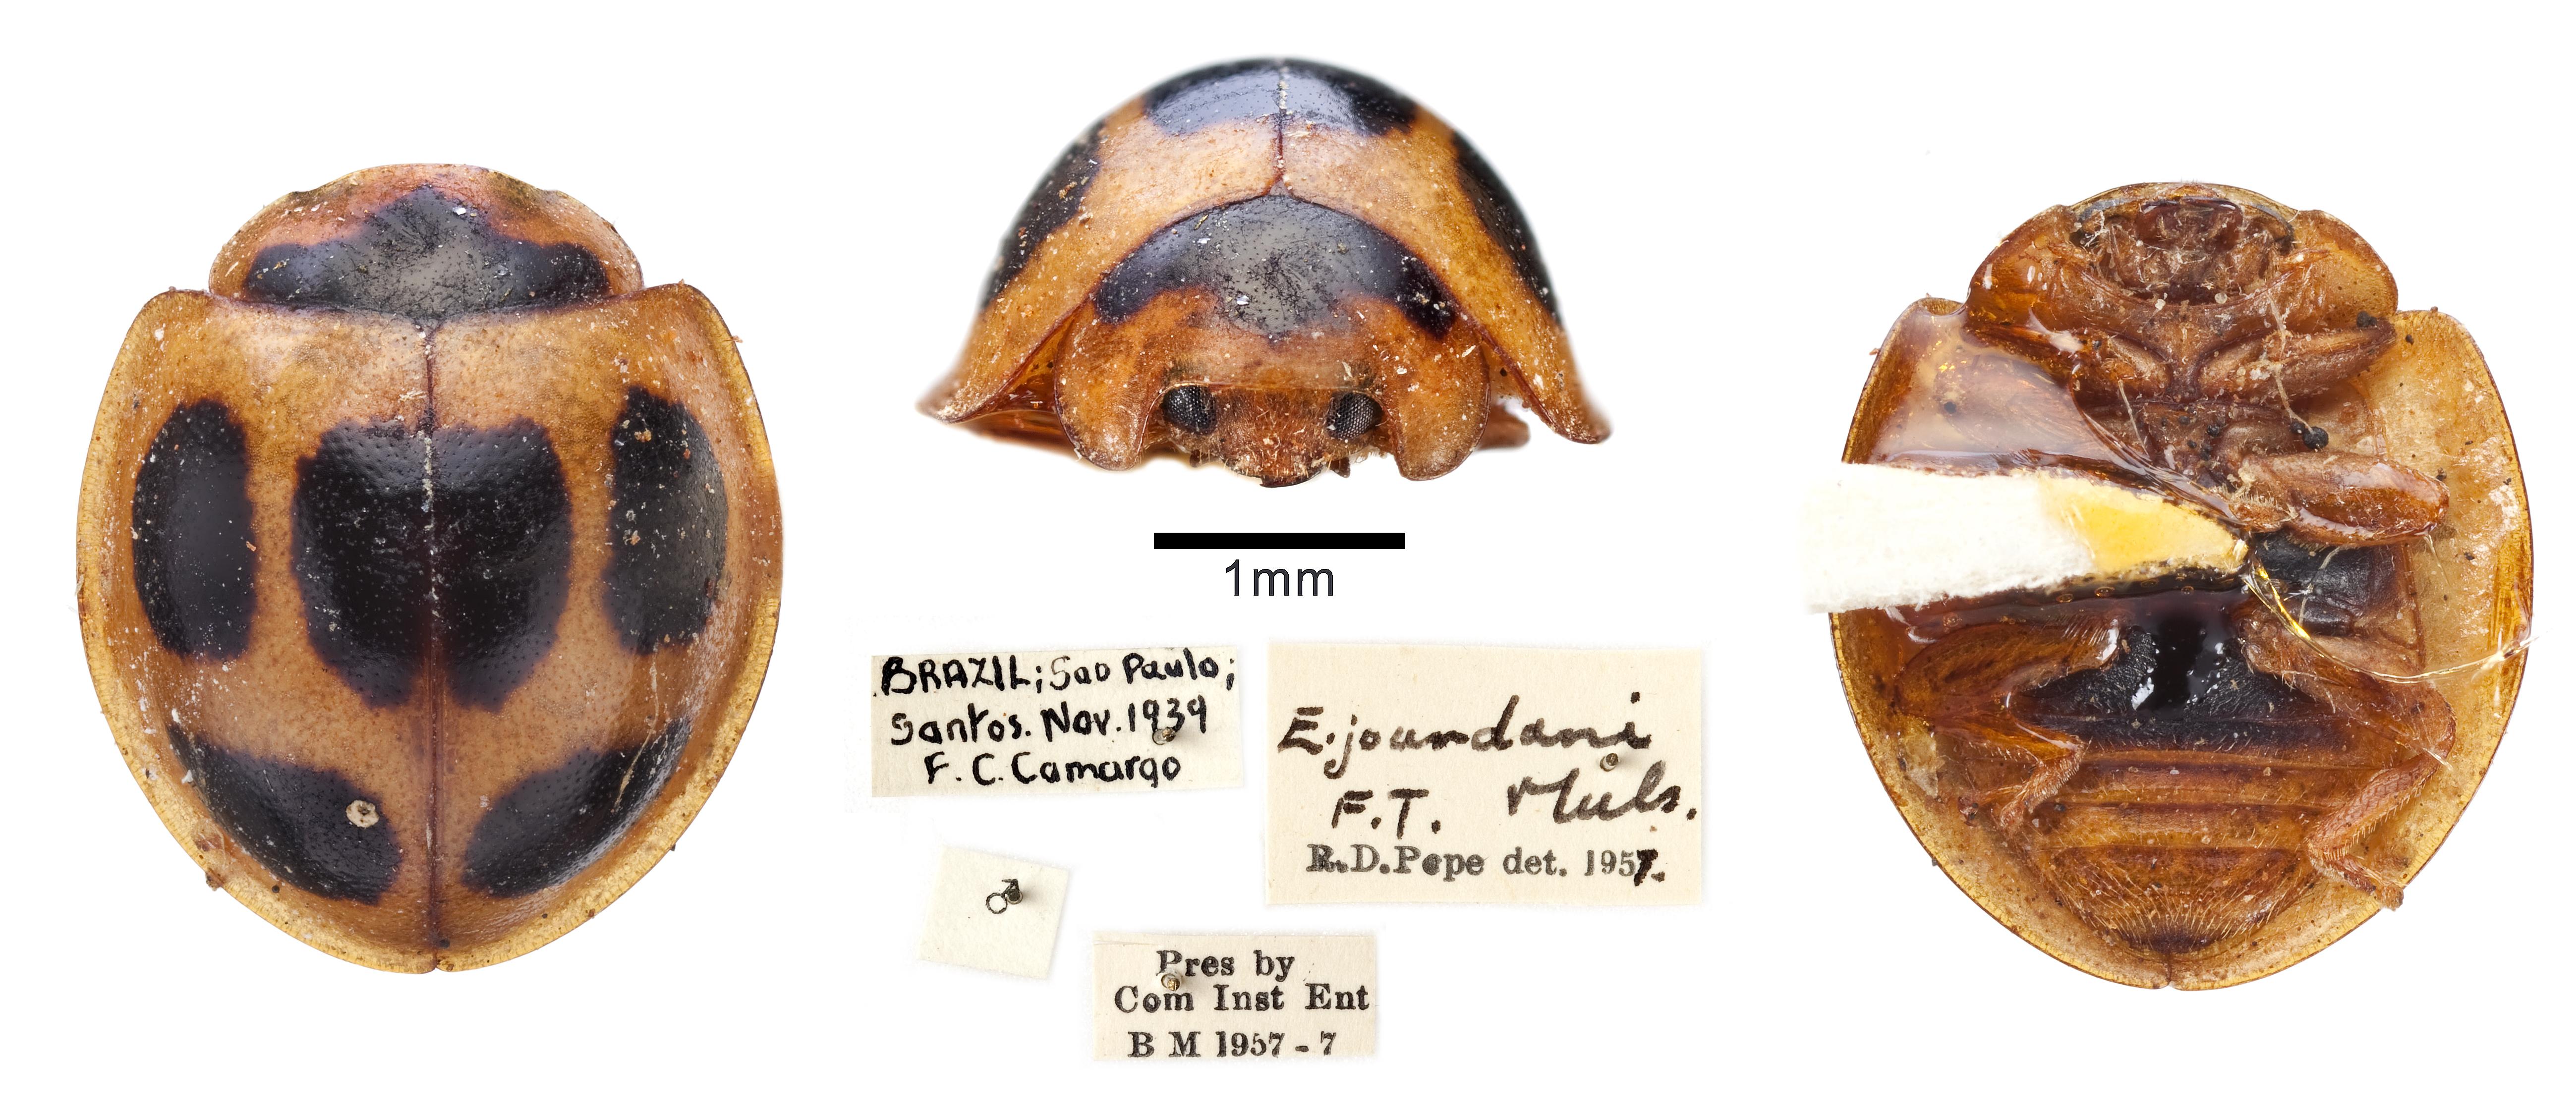 1mm
BRAZIL; Sao Paulo;
Santos. Nov. 1939
F. C. Camargo
E. jourdani
F.T. Muls.
R.D.Pope det. 1957.
♂
Pres by
Com Inst Ent
B M 1957 - 7